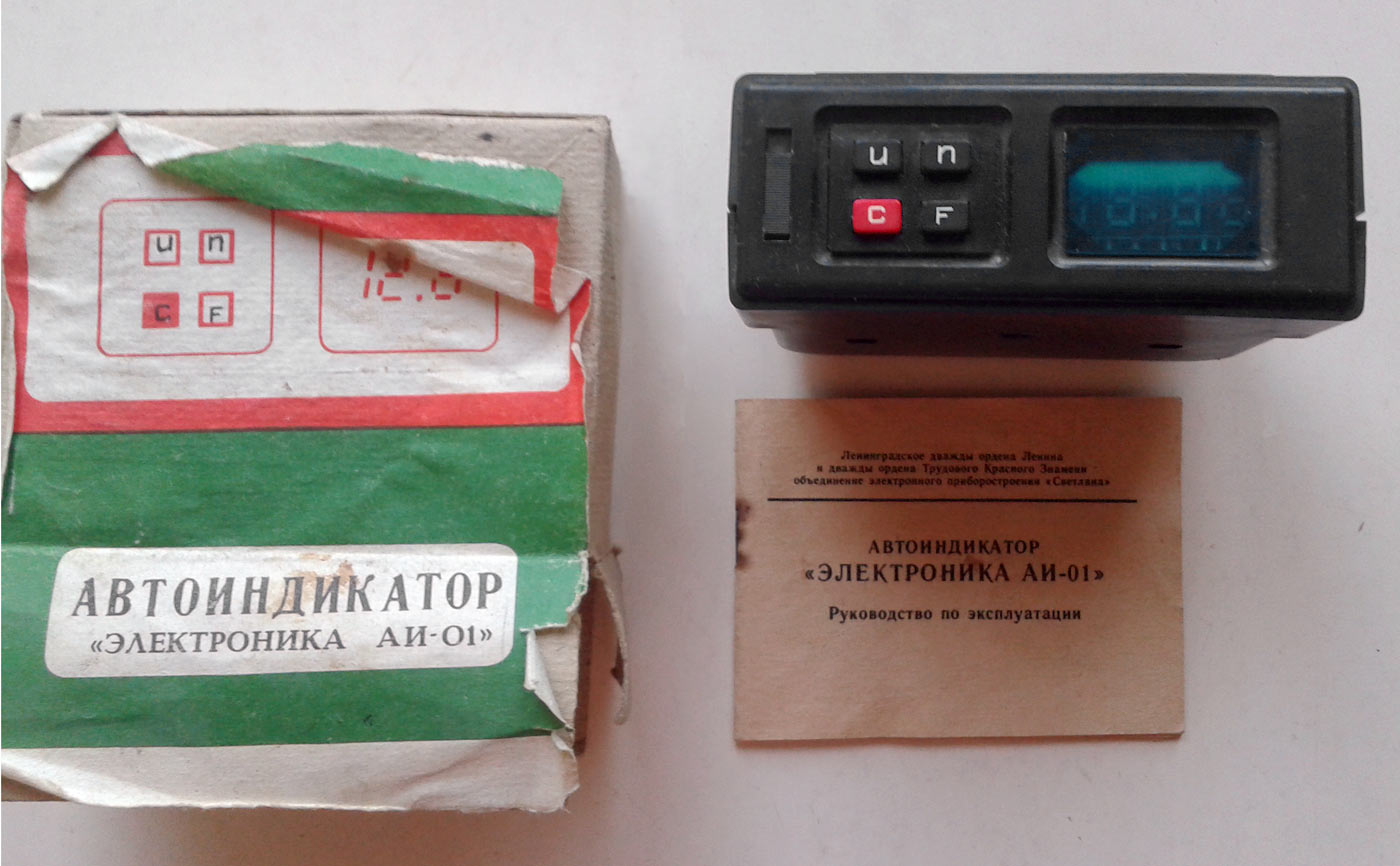 u n
C F
12.
АВТОИНДИКАТОР
«ЭЛЕКТРОНИКА АИ-01»
u n
C F
Ленинградское дважды ордена Ленина
и дважды ордена Трудового Красного Знамени
объединение электронного приборостроения «Светлана»
АВТОИНДИКАТОР
«ЭЛЕКТРОНИКА АИ-01»
Руководство по эксплуатации